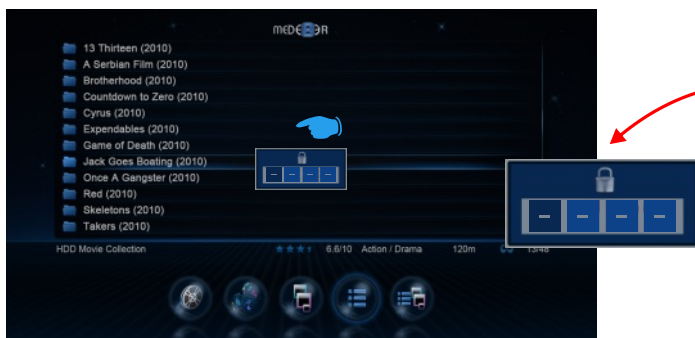 MEDE8ER
13 Thirteen (2010)
A Serbian Film (2010)
Brotherhood (2010)
Countdown to Zero (2010)
Cyrus (2010)
Expendables (2010)
Game of Death (2010)
Jack Goes Boating (2010)
Once A Gangster (2010)
Red (2010)
Skeletons (2010)
Takers (2010)
- - - -
- - - -
HDD Movie Collection 6.6/10 Action / Drama 120m 13/48